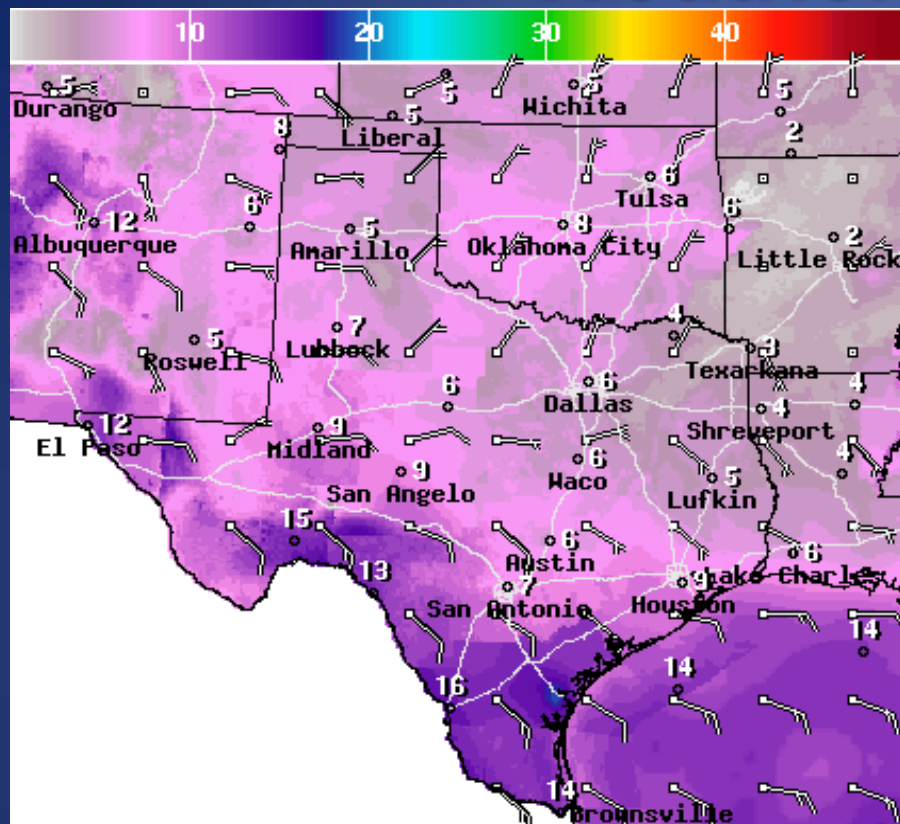 10 20 30 40
5 5 5 5
Durango Wichita
5
Liberal
8 2
6
Tulsa
12 6 5 8 6 2
Albuquerque Amarillo Oklahoma City Little Rock
5 7 4 3
Roswell Lubbock Texarkana
6 6 4 4
Dallas
12 9 Shreveport
El Paso Midland
9 6 5 4
San Angelo Waco Lufkin
15 6 6
Austin
13 7 9 Lake Charles
San Antonio Houston
14
16 14
14
Brownsville